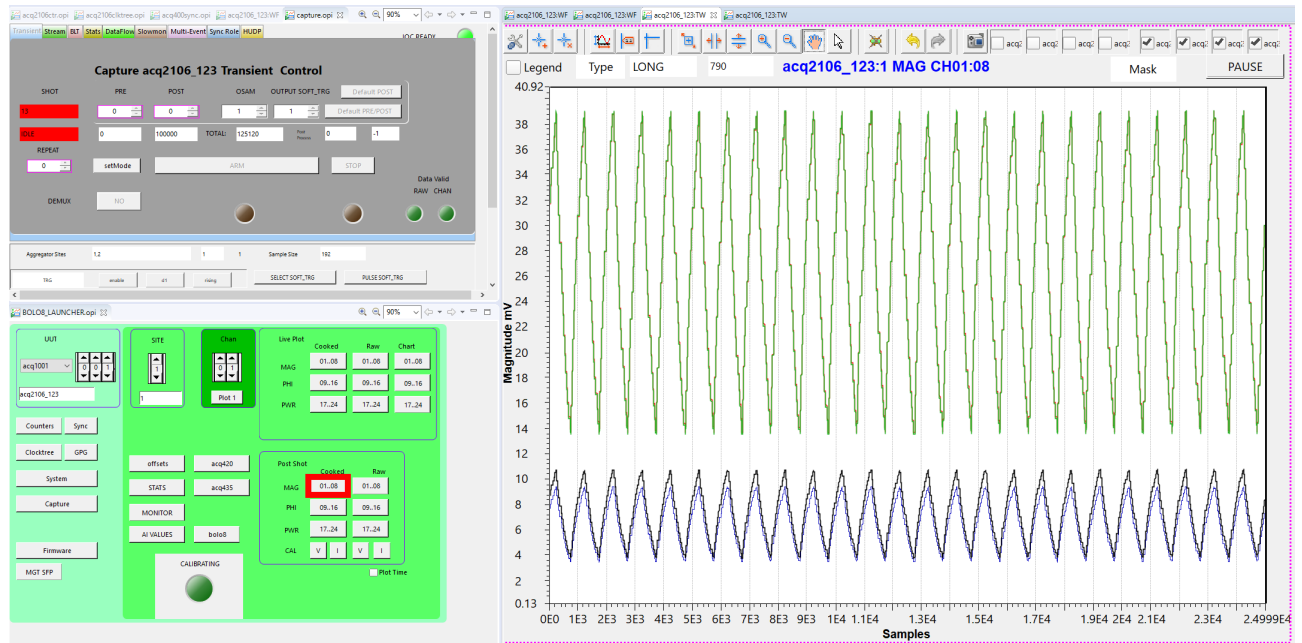 acq2106ctr.opi acq2106clktree.opi acq400sync.opi acq2106_123:WF capture.opi 90%
Transient Stream BLT Stats DataFlow Slowmon Multi-Event Sync Role HUDP IOC READY
Capture acq2106_123 Transient Control
SHOT PRE POST OSAM OUTPUT SOFT_TRG Default POST
13 0 0 1 1 Default PRE/POST
IDLE 0 100000 TOTAL: 125120 0 -1
REPEAT
0 setMode ARM STOP
Data Valid
RAW CHAN
DEMUX NO
Aggregator Sites 1,2 1 1 Sample Size 192
TRG enable d1 rising SELECT SOFT_TRG PULSE SOFT_TRG
BOLO8_LAUNCHER.opi 90%
UUT SITE Chan Live Plot
Cooked Raw Chart
acq1001 0 0 1 1 0 1 MAG 01..08 01..08 01..08
PHI 09..16 09..16 09..16
acq2106_123 1 Plot 1 PWR 17..24 17..24 17..24
Counters Sync
Clocktree GPG
System
Capture
Firmware
MGT SFP
offsets acq420
STATS acq435
MONITOR
AI VALUES bolo8
CALIBRATING
Post Shot
Cooked Raw
MAG 01..08 01..08
PHI 09..16 09..16
PWR 17..24 17..24
CAL V I V I
Plot Time
acq2106_123:WF acq2106_123:WF acq2106_123:TW acq2106_123:TW
acq2 acq2 acq2 acq2 acq2 acq2 acq2 acq2
Legend Type LONG 790 acq2106_123:1 MAG CH01:08 Mask PAUSE
40.92
38
36
34
32
30
28
26
24
22
20
18
16
14
12
10
8
6
4
2
0.13
Magnitude mV
0E0 1E3 2E3 3E3 4E3 5E3 6E3 7E3 8E3 9E3 1E4 1.1E4 1.3E4 1.5E4 1.7E4 1.9E4 2E4 2.1E4 2.3E4 2.4999E4
Samples